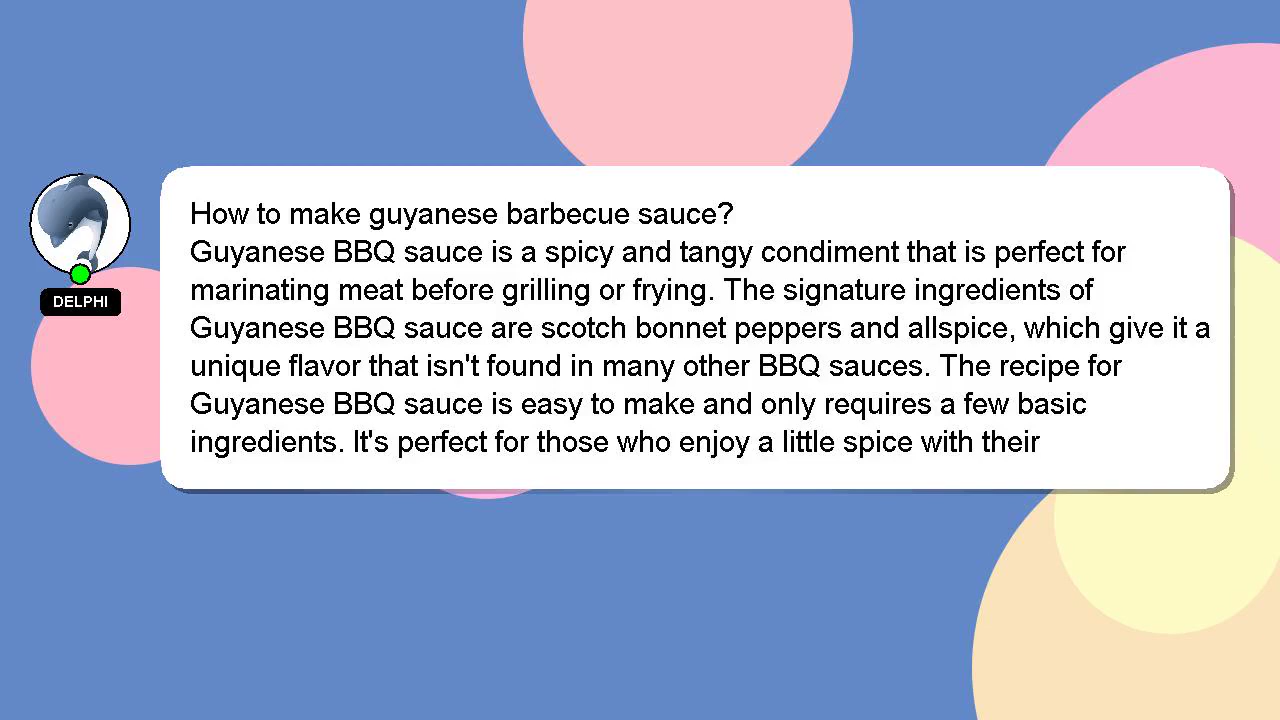 How to make guyanese barbecue sauce?
Guyanese BBQ sauce is a spicy and tangy condiment that is perfect for
marinating meat before grilling or frying. The signature ingredients of
Guyanese BBQ sauce are scotch bonnet peppers and allspice, which give it a
unique flavor that isn't found in many other BBQ sauces. The recipe for
Guyanese BBQ sauce is easy to make and only requires a few basic
ingredients. It's perfect for those who enjoy a little spice with their
DELPHI